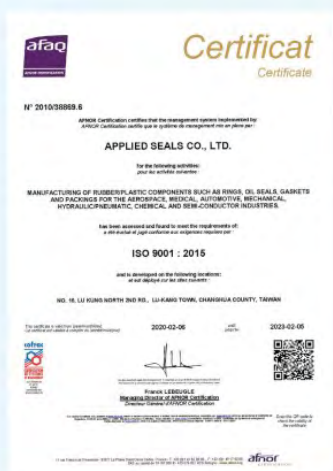 afaq
Certificat
Certificate
N° 2010/38869.6
AFNOR Certification certifies that the management system implemented by:
AFNOR Certification certifie que le système de management mis en place par :
APPLIED SEALS CO., LTD.
for the following activities:
pour les activités suivantes :
MANUFACTURING OF RUBBER/PLASTIC COMPONENTS SUCH AS RINGS, OIL SEALS, GASKETS
AND PACKINGS FOR THE AEROSPACE, MEDICAL, AUTOMOTIVE, MECHANICAL,
HYDRAULIC/PNEUMATIC, CHEMICAL AND SEMI-CONDUCTOR INDUSTRIES.
has been assessed and found to meet the requirements of:
a été évalué et jugé conforme aux exigences requises par :
ISO 9001 : 2015
and is developed on the following locations:
et est déployé sur les sites suivants :
NO. 18, LU KUNG NORTH 2ND RD., LU-KANG TOWN, CHANGHUA COUNTY, TAIWAN
2020-02-06
2023-02-05
cofrac
Franck LEBEUGLE
Managing Director of AFNOR Certification
Directeur Général d'AFNOR Certification
afnor